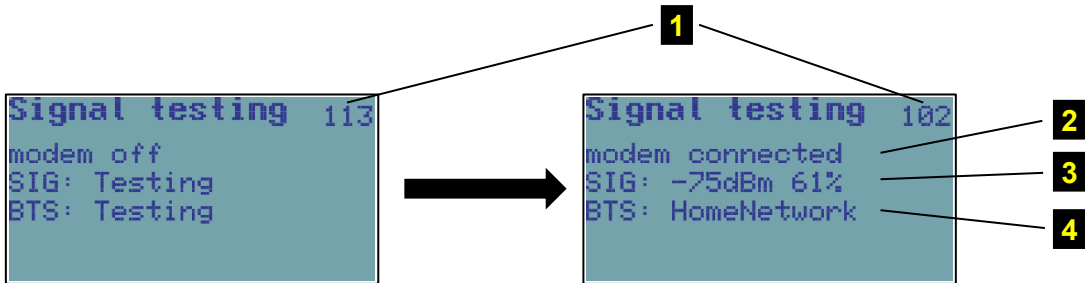 1
Signal testing 113
modem off
SIG: Testing
BTS: Testing
Signal testing 102
modem connected
SIG: -75dBm 61%
BTS: HomeNetwork
2
3
4